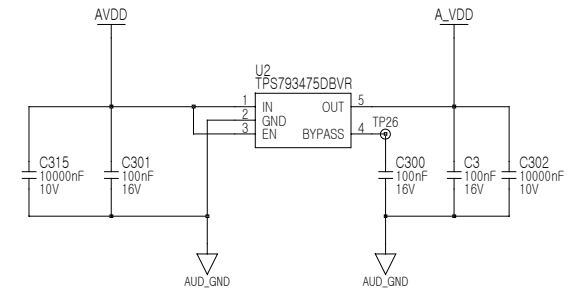 AVDD
A_VDD
U2
TPS793475DBVR
1 IN OUT 5
2 GND
3 EN BYPASS 4 TP26
C315
10000nF
10V
C301
100nF
16V
C300
100nF
16V
C3
100nF
16V
C302
10000nF
10V
AUD_GND
AUD_GND